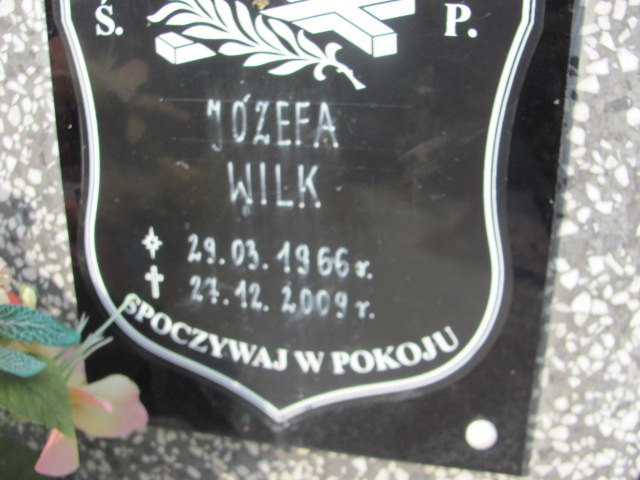 Ś. P.
JÓZEFA
WILK
29.03.1966 r.
27.12.2009 r.
SPOCZYWAJ W POKOJU